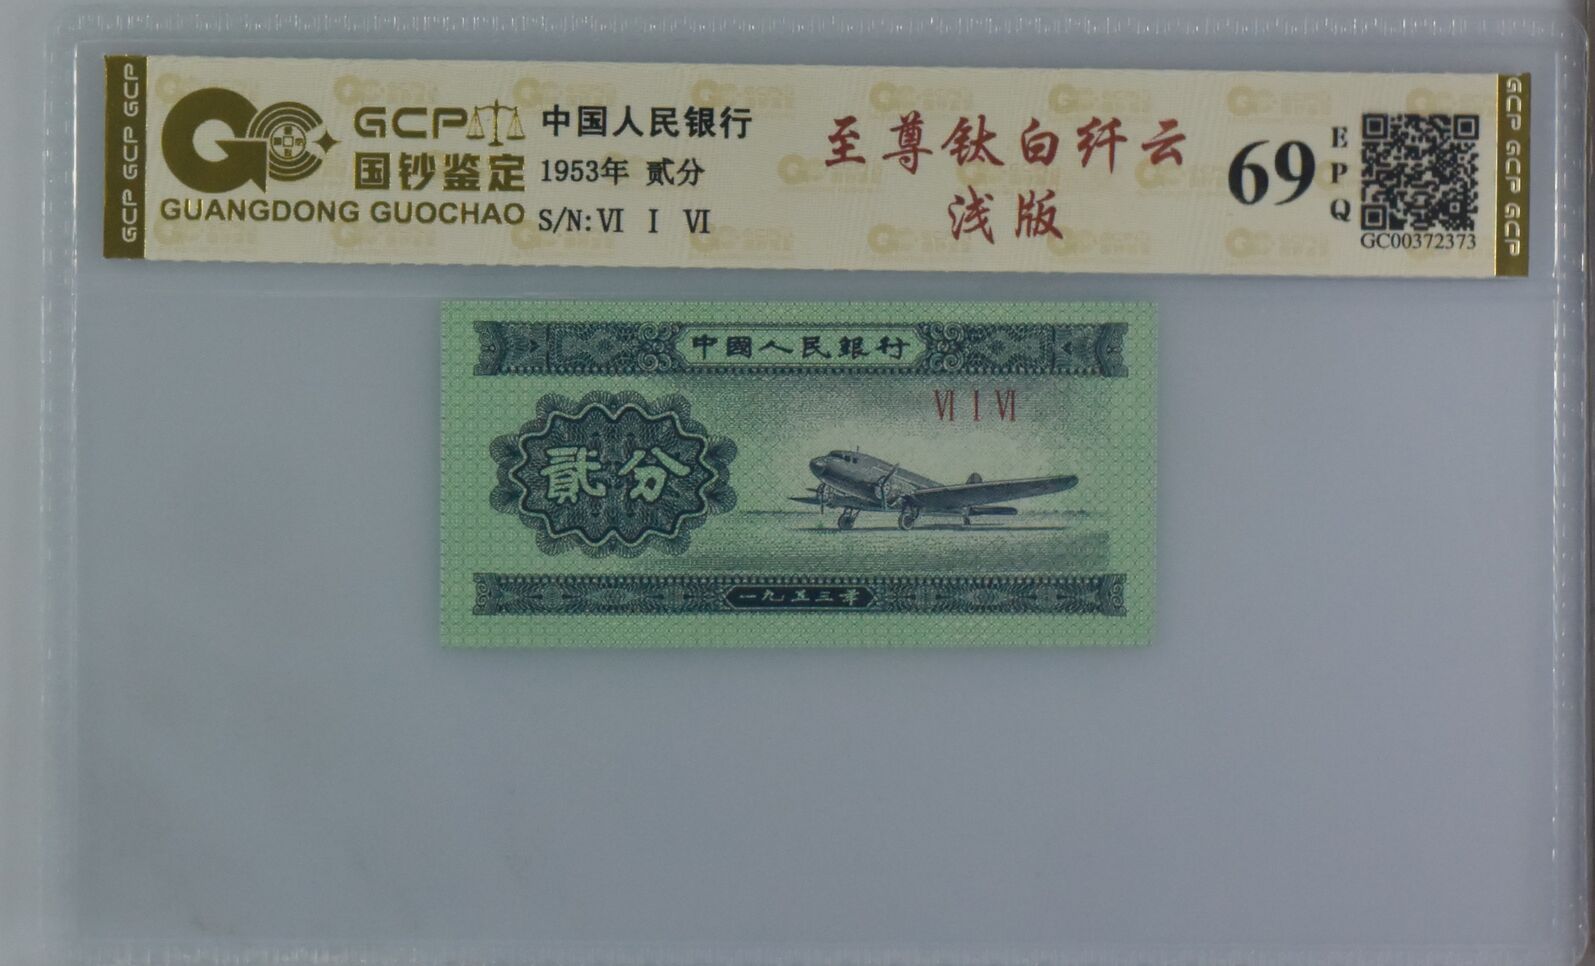 GCP GCP GCP
GCP
国钞鉴定
GUANGDONG GUOCHAO
中国人民银行
1953年 贰分
S/N:Ⅵ Ⅰ Ⅵ
至尊钛白纤云
浅版
69
E
P
Q
GC00372373
GCP GCP GCP
中國人民銀行
Ⅵ Ⅰ Ⅵ
貳分
一九五三年